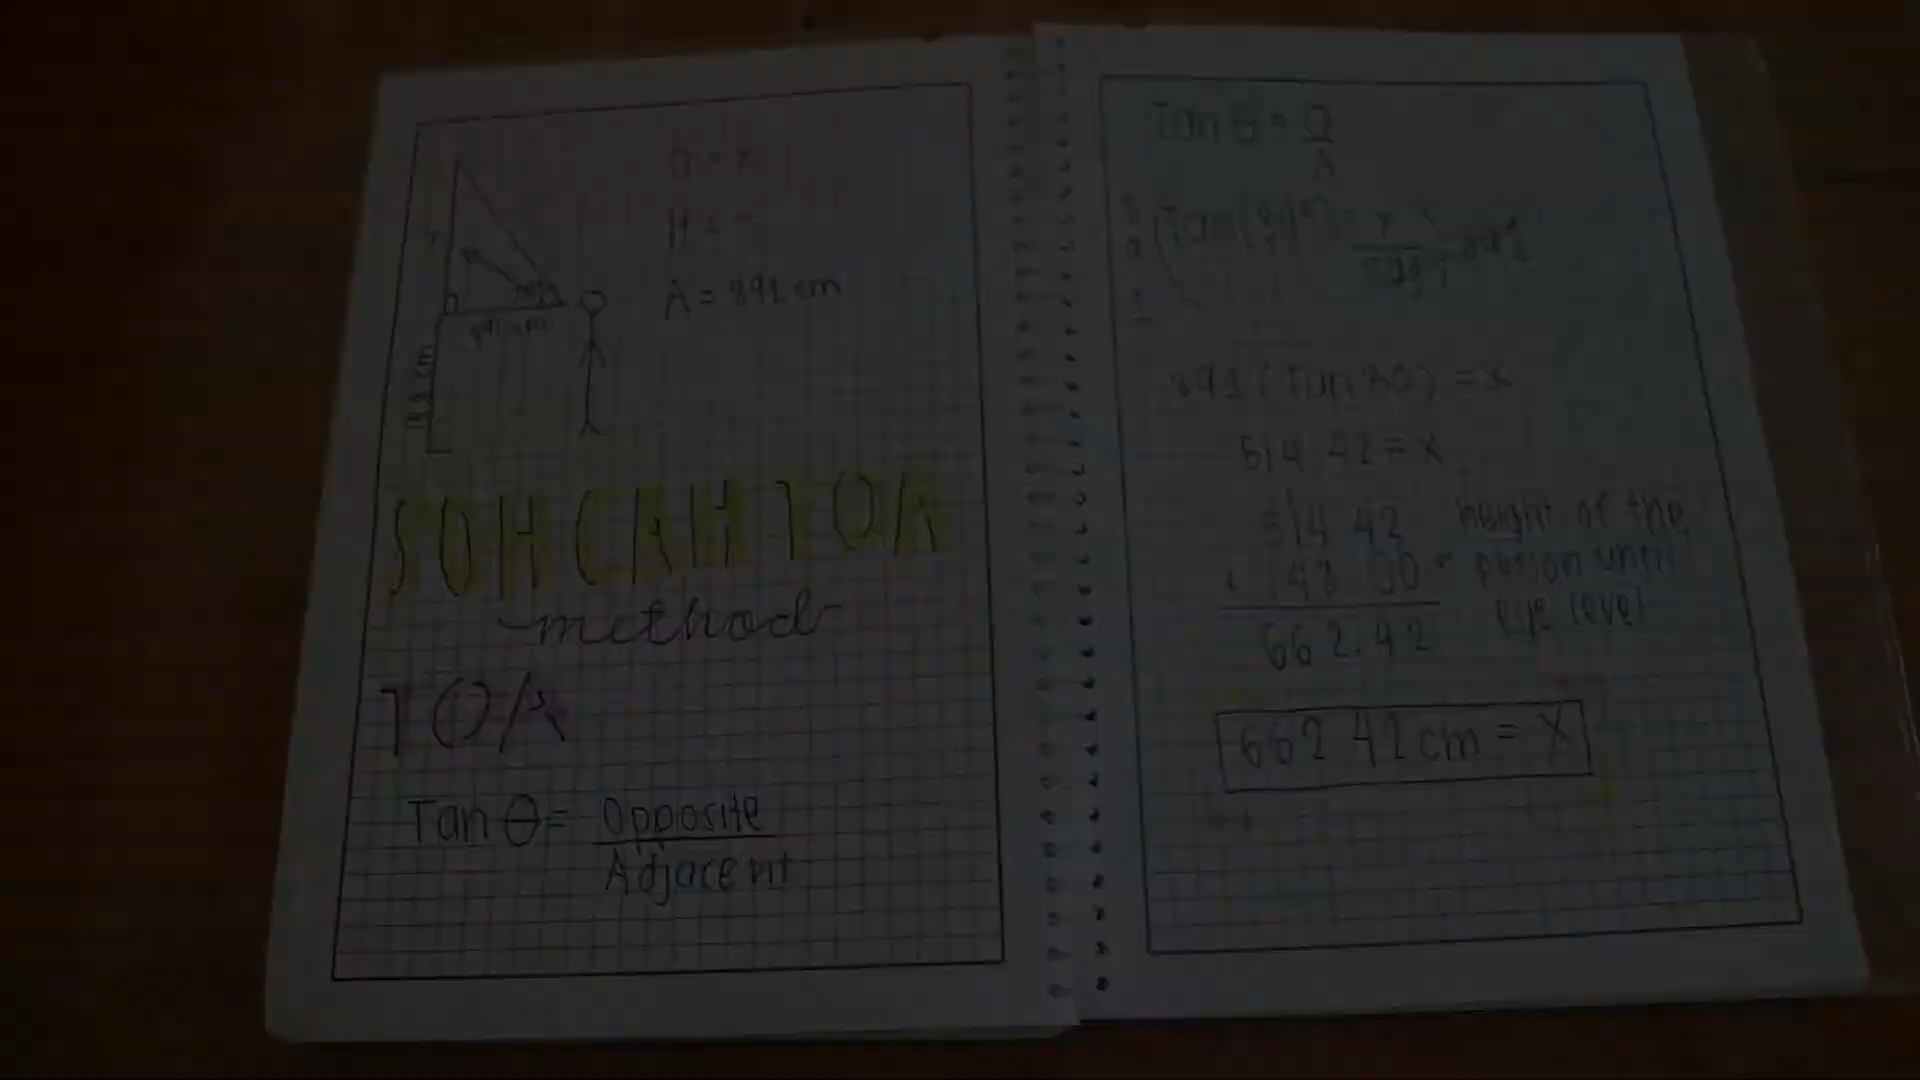 O = x
H = -
A = 891 cm
x
SOH CAH TOA
method
TOA
Tan θ = Opposite
Adjacent
Tan θ = O
A
891 (Tan 30) = x
514.42 = x
514.42 height of the
+ 148.00 → person until
662.42 eye level
662.42 cm = X